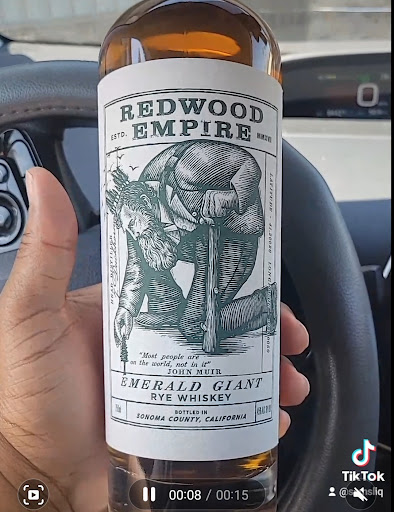 REDWOOD
ESTD. EMPIRE
"Most people are
on the world, not in it"
JOHN MUIR
EMERALD GIANT
RYE WHISKEY
BOTTLED IN
SONOMA COUNTY, CALIFORNIA
TikTok
00:08 / 00:15